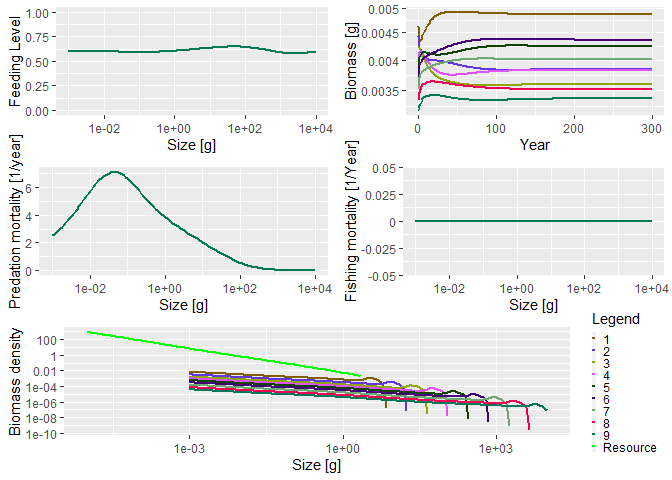 Feeding Level
1.00
0.75
0.50
0.25
0.00
1e-02
1e+00
1e+02
1e+04
Size [g]
Biomass [g]
0.005
0.0045
0.004
0.0035
0
100
200
300
Year
Predation mortality [1/year]
6
4
2
0
1e-02
1e+00
1e+02
1e+04
Size [g]
Fishing mortality [1/Year]
0.05
0.025
0
-0.025
-0.05
1e-02
1e+00
1e+02
1e+04
Size [g]
Biomass density
100
1
0.01
1e-04
1e-06
1e-08
1e-10
1e-03
1e+00
1e+03
Size [g]
Legend
1
2
3
4
5
6
7
8
9
Resource